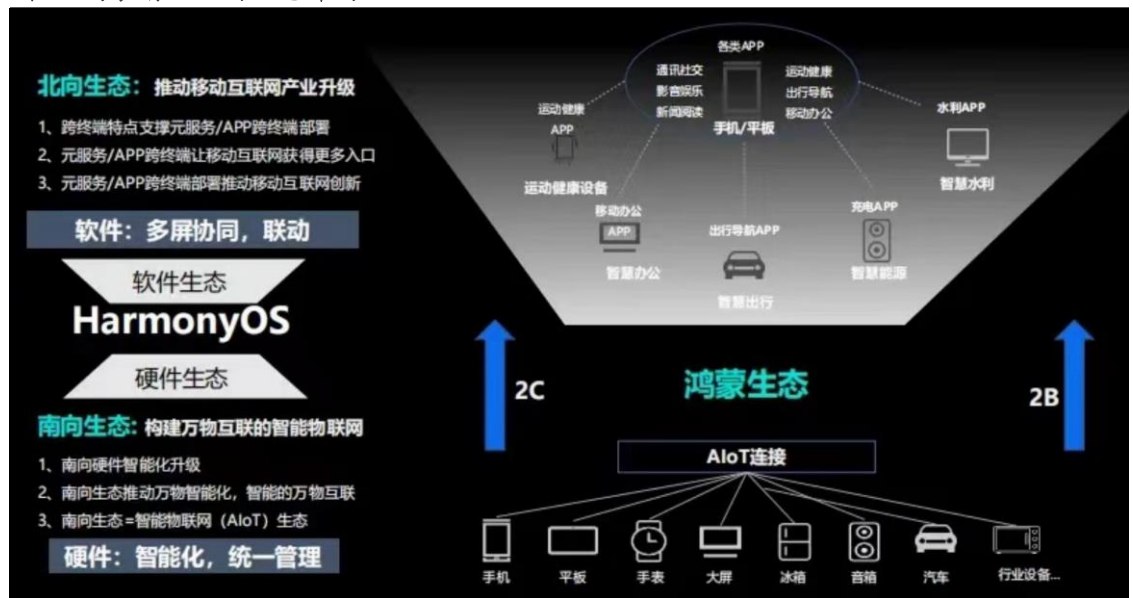 北向生态：推动移动互联网产业升级
1、跨终端特点支撑元服务/APP跨终端部署
2、元服务/APP跨终端让移动互联网获得更多入口
3、元服务/APP跨终端部署推动移动互联网创新
软件：多屏协同，联动
软件生态
HarmonyOS
硬件生态
南向生态：构建万物互联的智能物联网
1、南向硬件智能化升级
2、南向生态推动万物智能化，智能的万物互联
3、南向生态=智能物联网（AIoT）生态
硬件：智能化，统一管理
各类APP
通讯社交
影音娱乐
新闻阅读
运动健康
出行导航
移动办公
手机/平板
运动健康
APP
运动健康设备
移动办公
APP
智慧办公
出行导航APP
智慧出行
充电APP
智慧能源
水利APP
智慧水利
2C
鸿蒙生态
2B
AIoT连接
手机
平板
手表
大屏
冰箱
音箱
汽车
行业设备...